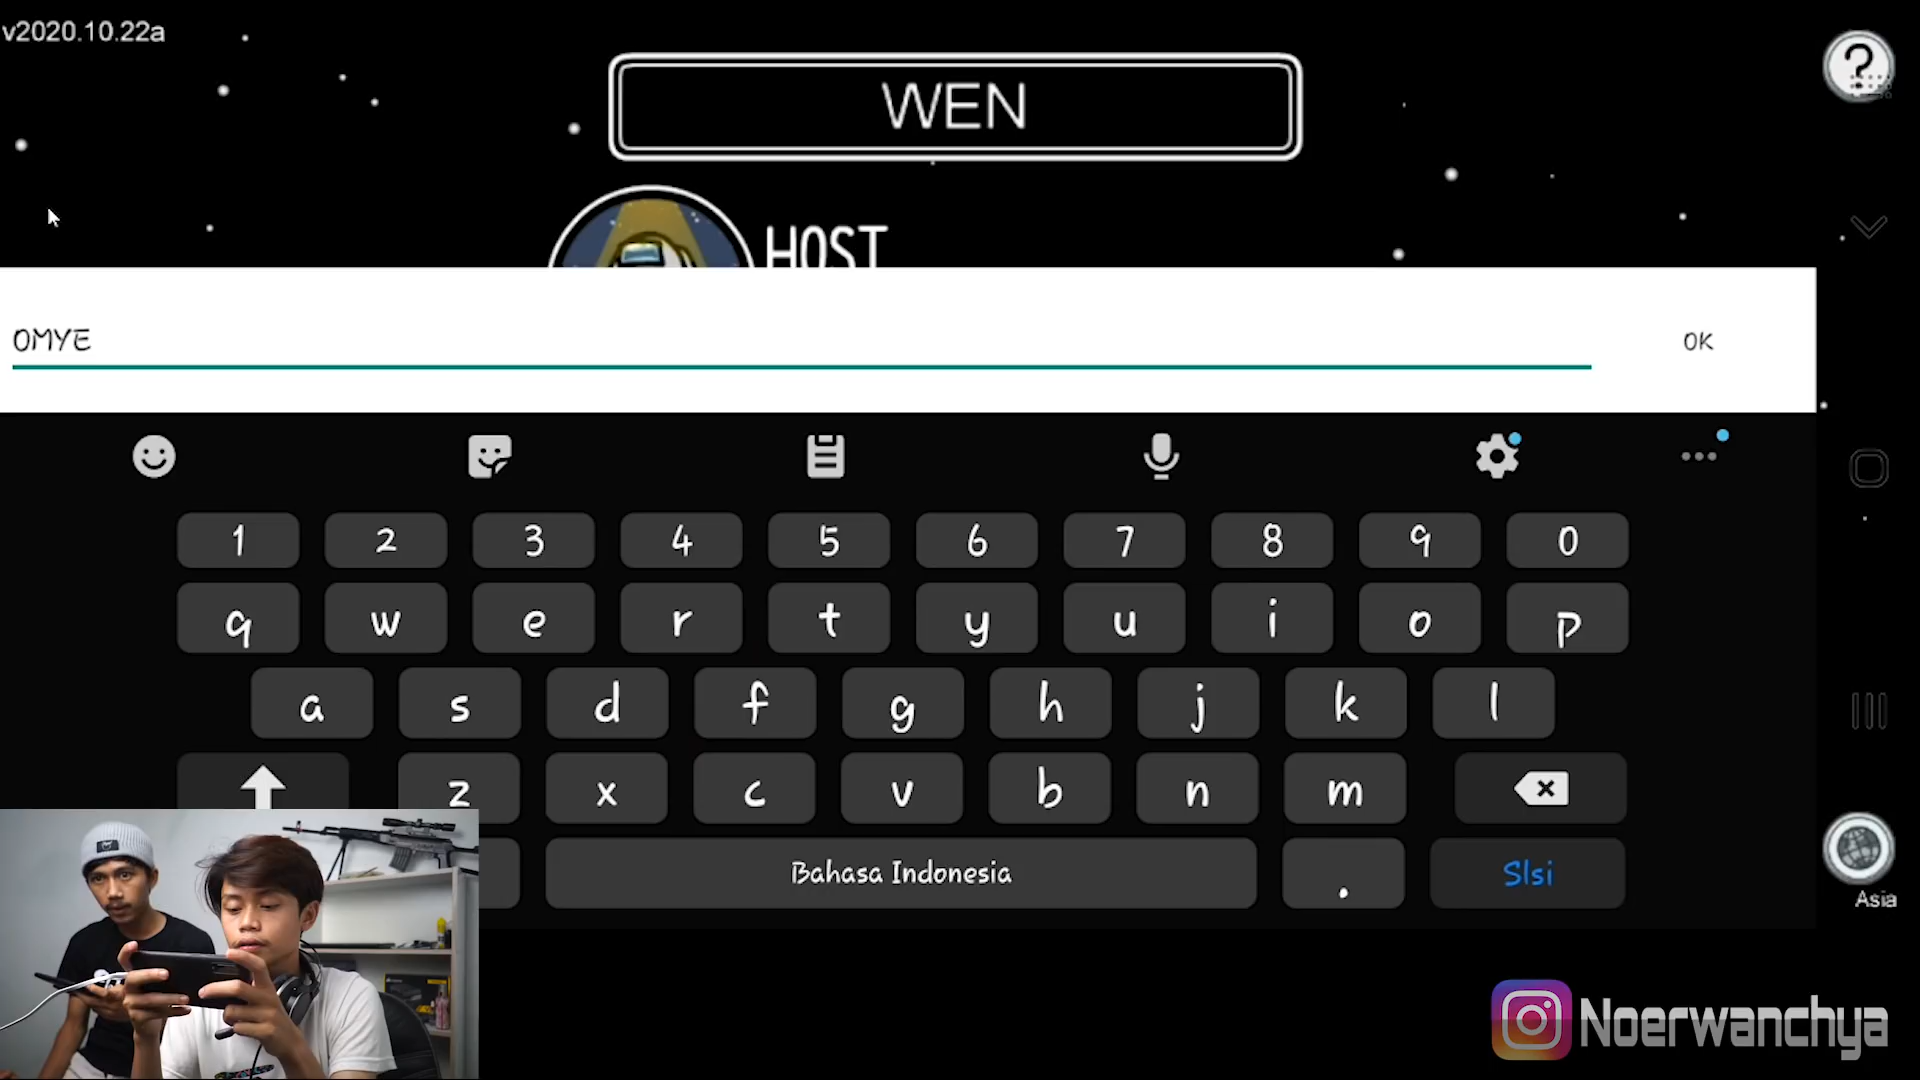 v2020.10.22a
WEN
HOST
OMYE
OK
1 2 3 4 5 6 7 8 9 0
q w e r t y u i o p
a s d f g h j k l
z x c v b n m
Bahasa Indonesia . Slsi
Asia
Noerwanchya